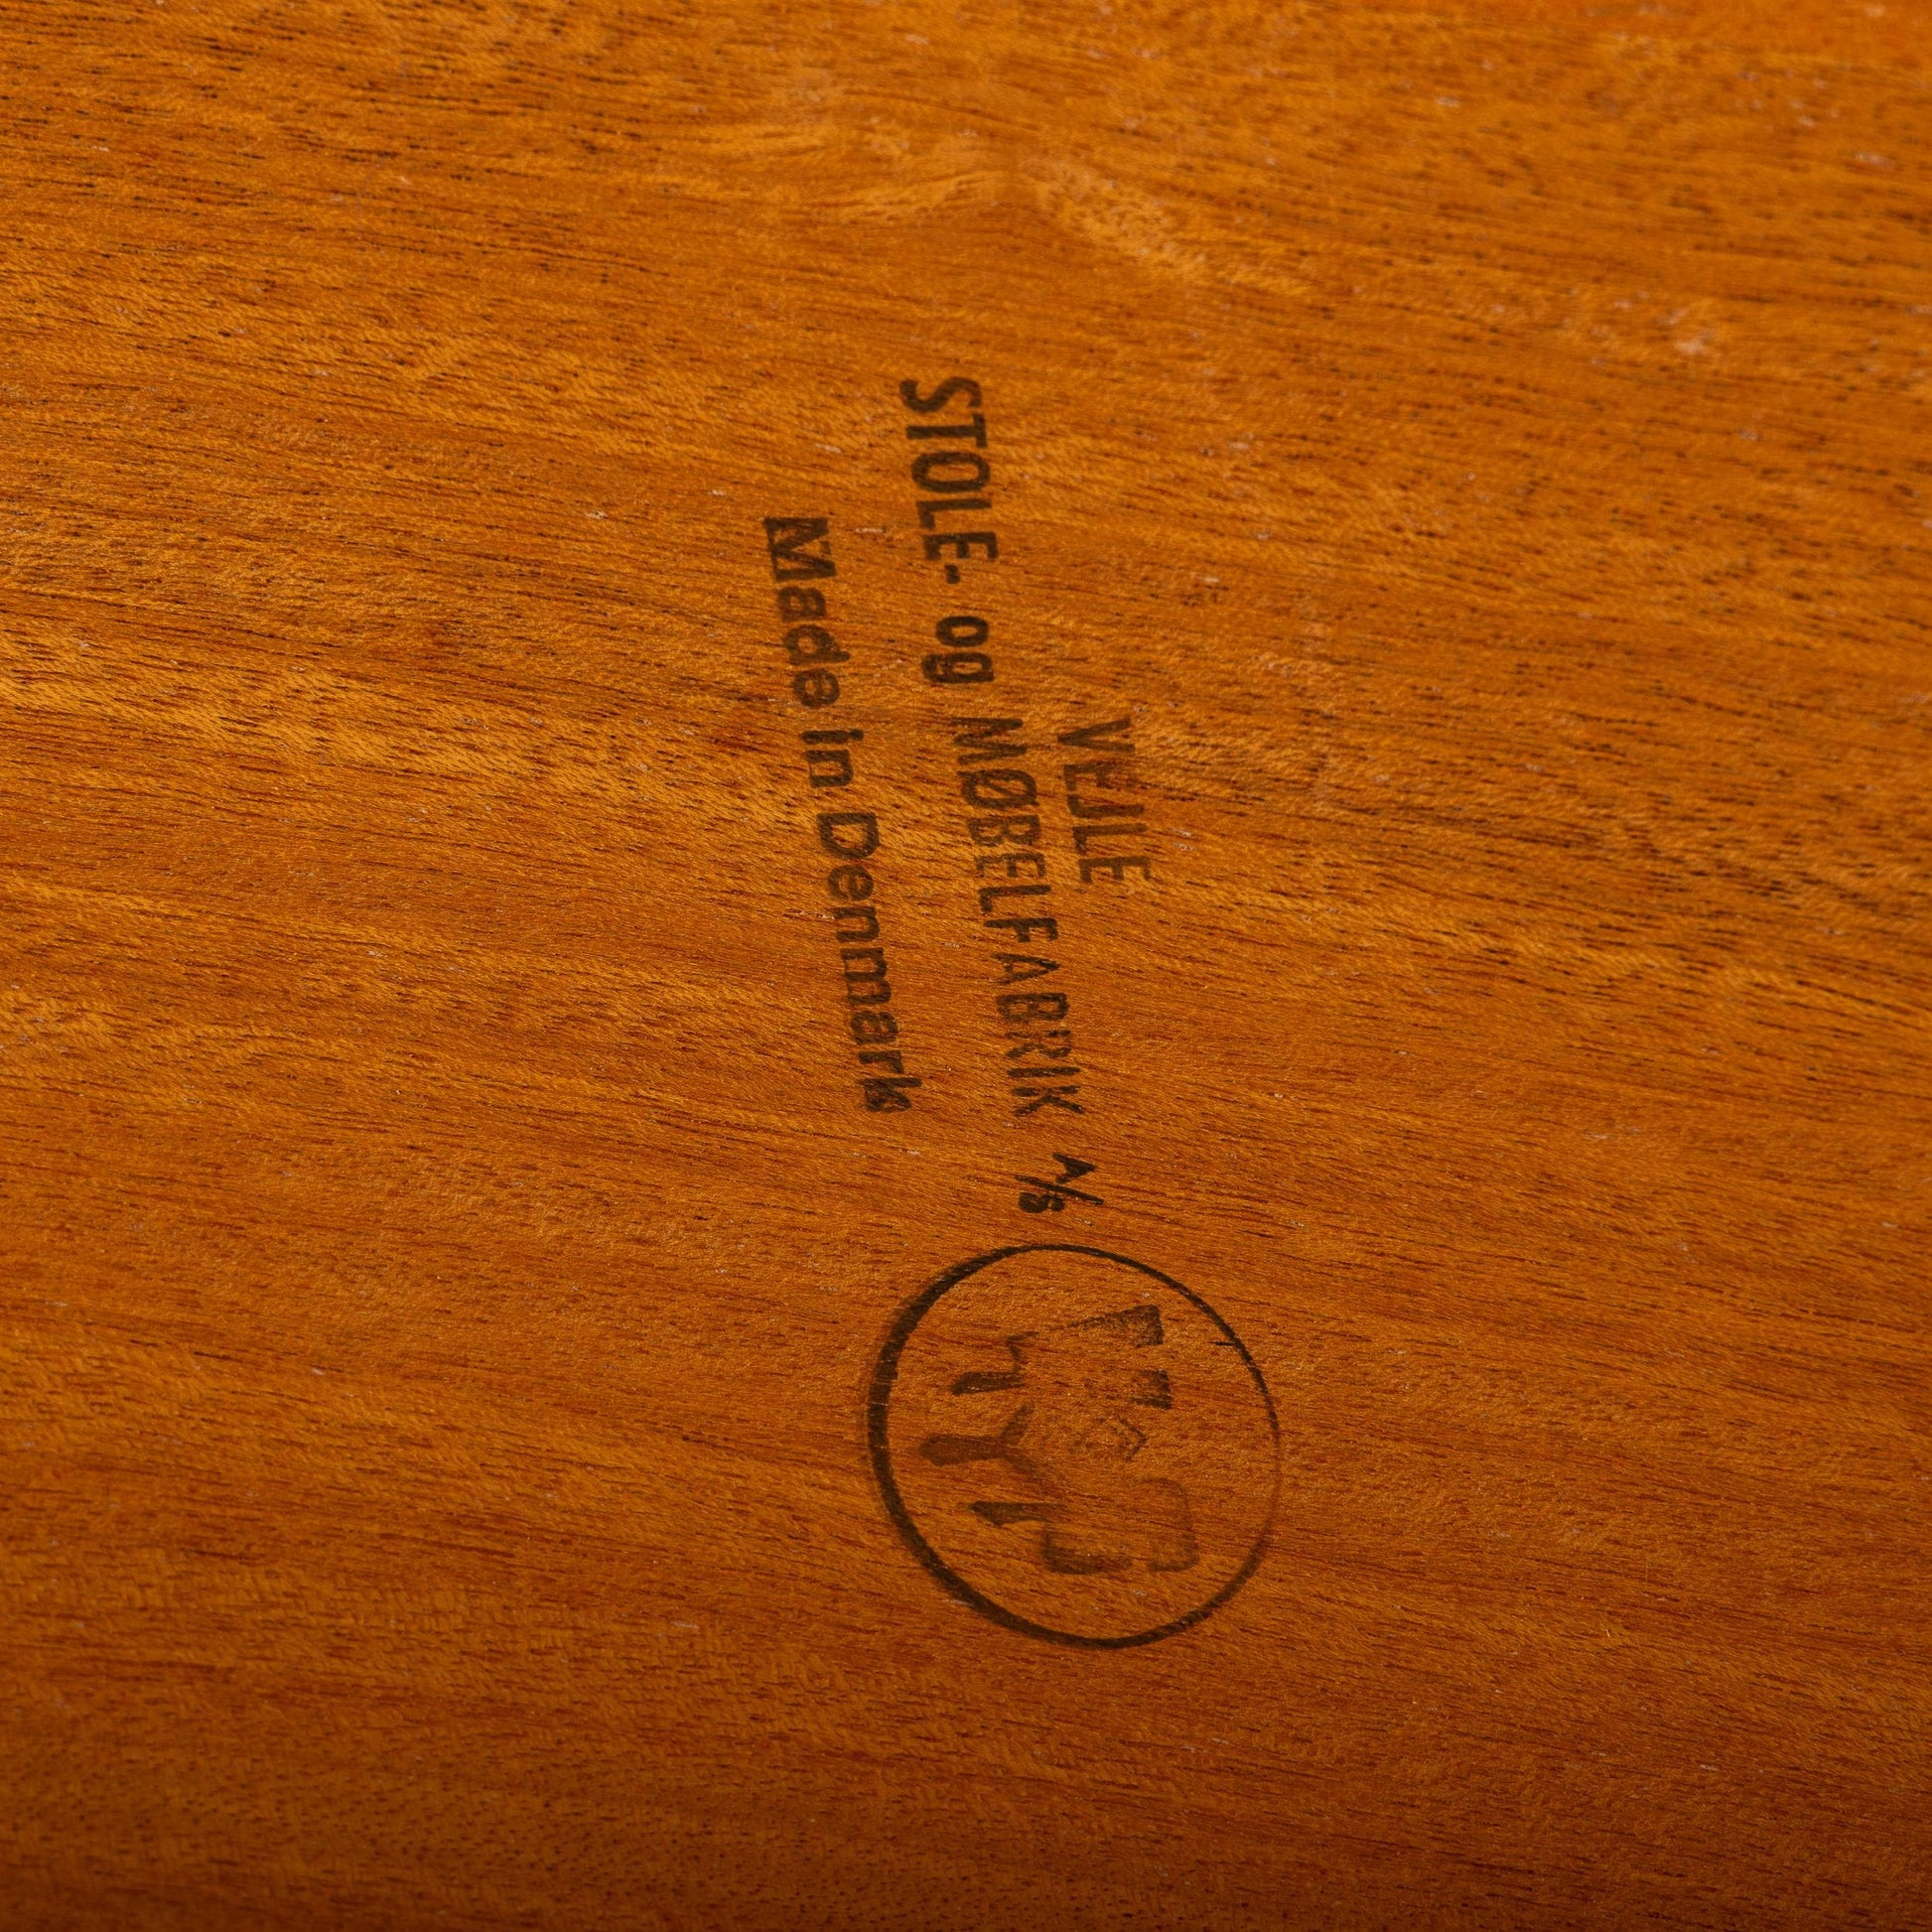 VEJLE
STOLE- og MØBELFABRIK A/S
Made in Denmark